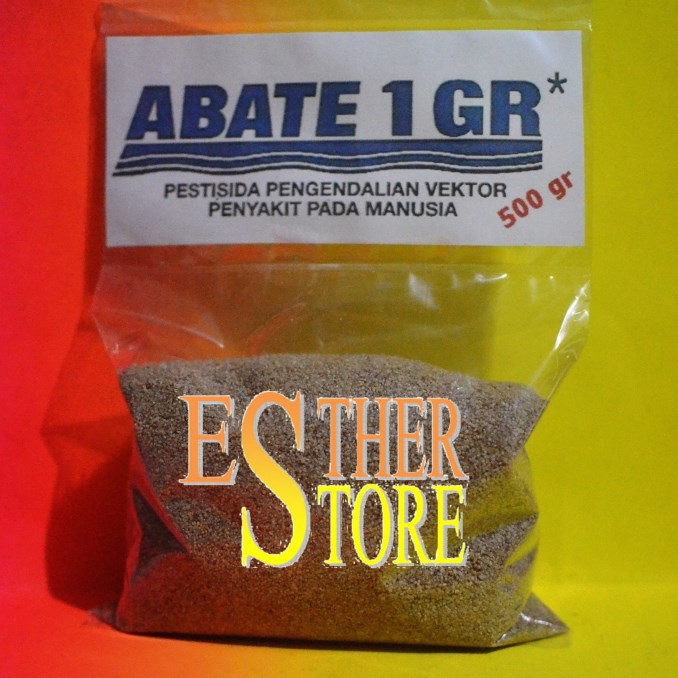 ABATE 1 GR*
PESTISIDA PENGENDALIAN VEKTOR
PENYAKIT PADA MANUSIA
500 gr
ESTHER
STORE